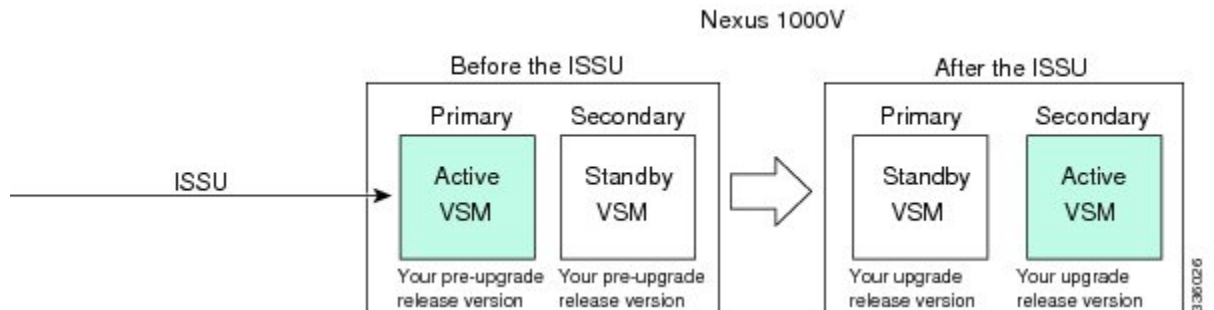 Nexus 1000V
Before the ISSU
After the ISSU
Primary
Secondary
Primary
Secondary
ISSU
Active
VSM
Standby
VSM
Standby
VSM
Active
VSM
Your pre-upgrade
release version
Your pre-upgrade
release version
Your upgrade
release version
Your upgrade
release version
336026